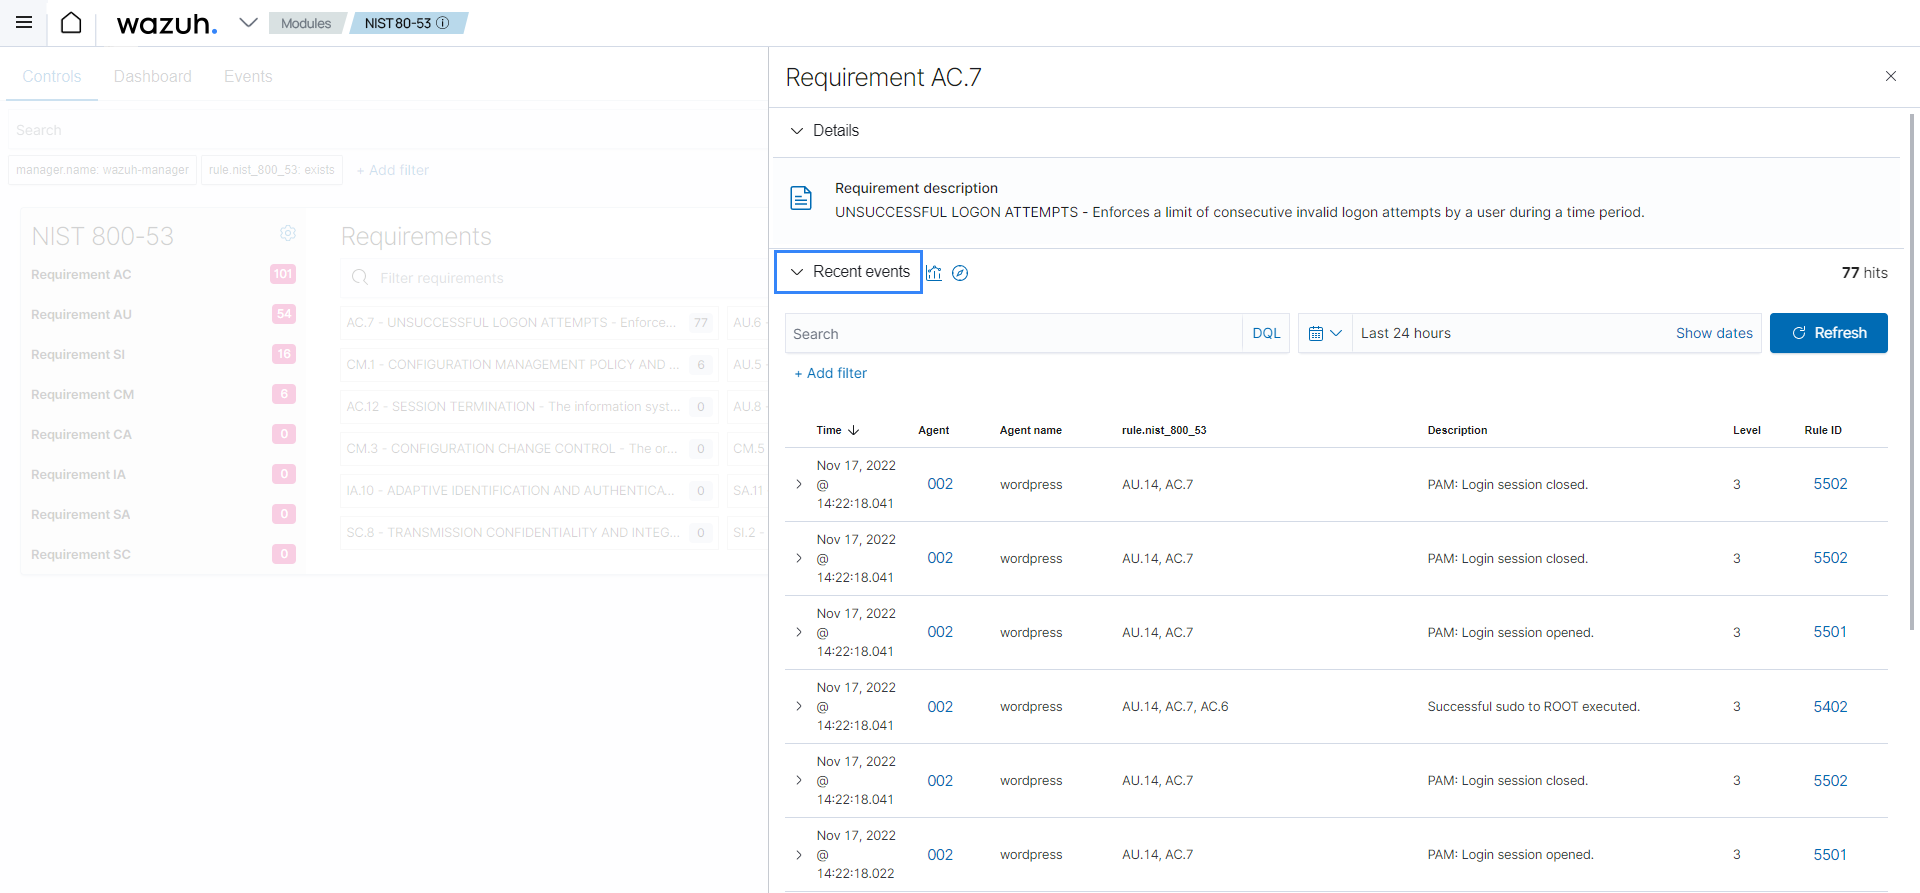 wazuh.
Modules
NIST 80-53
Controls
Dashboard
Events
Search
manager.name: wazuh-manager
rule.nist_800_53: exists
+ Add filter
NIST 800-53
Requirement AC 101
Requirement AU 54
Requirement SI 16
Requirement CM 6
Requirement CA 0
Requirement IA 0
Requirement SA 0
Requirement SC 0
Requirements
Filter requirements
AC.7 - UNSUCCESSFUL LOGON ATTEMPTS - Enforce... 77 AU.6 -
CM.1 - CONFIGURATION MANAGEMENT POLICY AND ... 6 AU.5 -
AC.12 - SESSION TERMINATION - The information syst... 0 AU.8 -
CM.3 - CONFIGURATION CHANGE CONTROL - The or... 0 CM.5
IA.10 - ADAPTIVE IDENTIFICATION AND AUTHENTICA... 0 SA.11
SC.8 - TRANSMISSION CONFIDENTIALITY AND INTEG... 0 SI.2 -
Requirement AC.7
Details
Requirement description
UNSUCCESSFUL LOGON ATTEMPTS - Enforces a limit of consecutive invalid logon attempts by a user during a time period.
Recent events
77 hits
Search DQL
Last 24 hours
Show dates
Refresh
+ Add filter
Time Agent Agent name rule.nist_800_53 Description Level Rule ID
Nov 17, 2022
@
14:22:18.041
002 wordpress AU.14, AC.7 PAM: Login session closed. 3 5502
Nov 17, 2022
@
14:22:18.041
002 wordpress AU.14, AC.7 PAM: Login session closed. 3 5502
Nov 17, 2022
@
14:22:18.041
002 wordpress AU.14, AC.7 PAM: Login session opened. 3 5501
Nov 17, 2022
@
14:22:18.041
002 wordpress AU.14, AC.7, AC.6 Successful sudo to ROOT executed. 3 5402
Nov 17, 2022
@
14:22:18.041
002 wordpress AU.14, AC.7 PAM: Login session closed. 3 5502
Nov 17, 2022
@
14:22:18.022
002 wordpress AU.14, AC.7 PAM: Login session opened. 3 5501